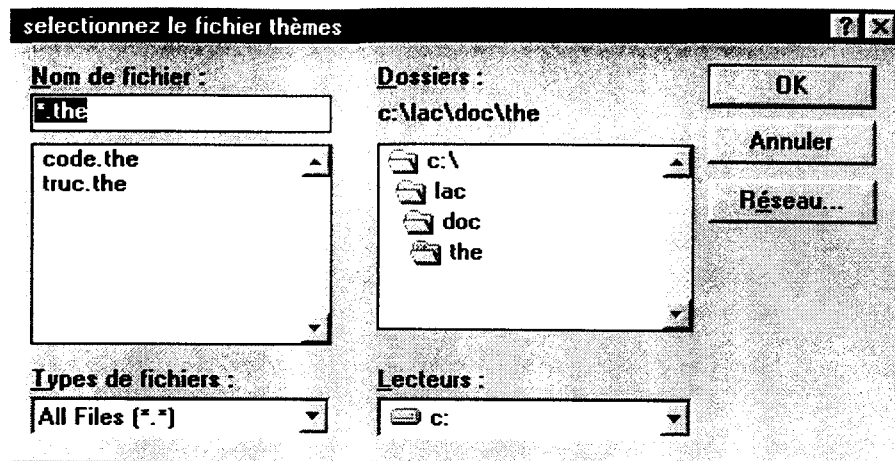 selectionnez le fichier thèmes
Nom de fichier :
*.the
code.the
truc.the
Types de fichiers :
All Files (*.*)
Dossiers :
c:\lac\doc\the
c:\
lac
doc
the
Lecteurs :
c:
OK
Annuler
Réseau...